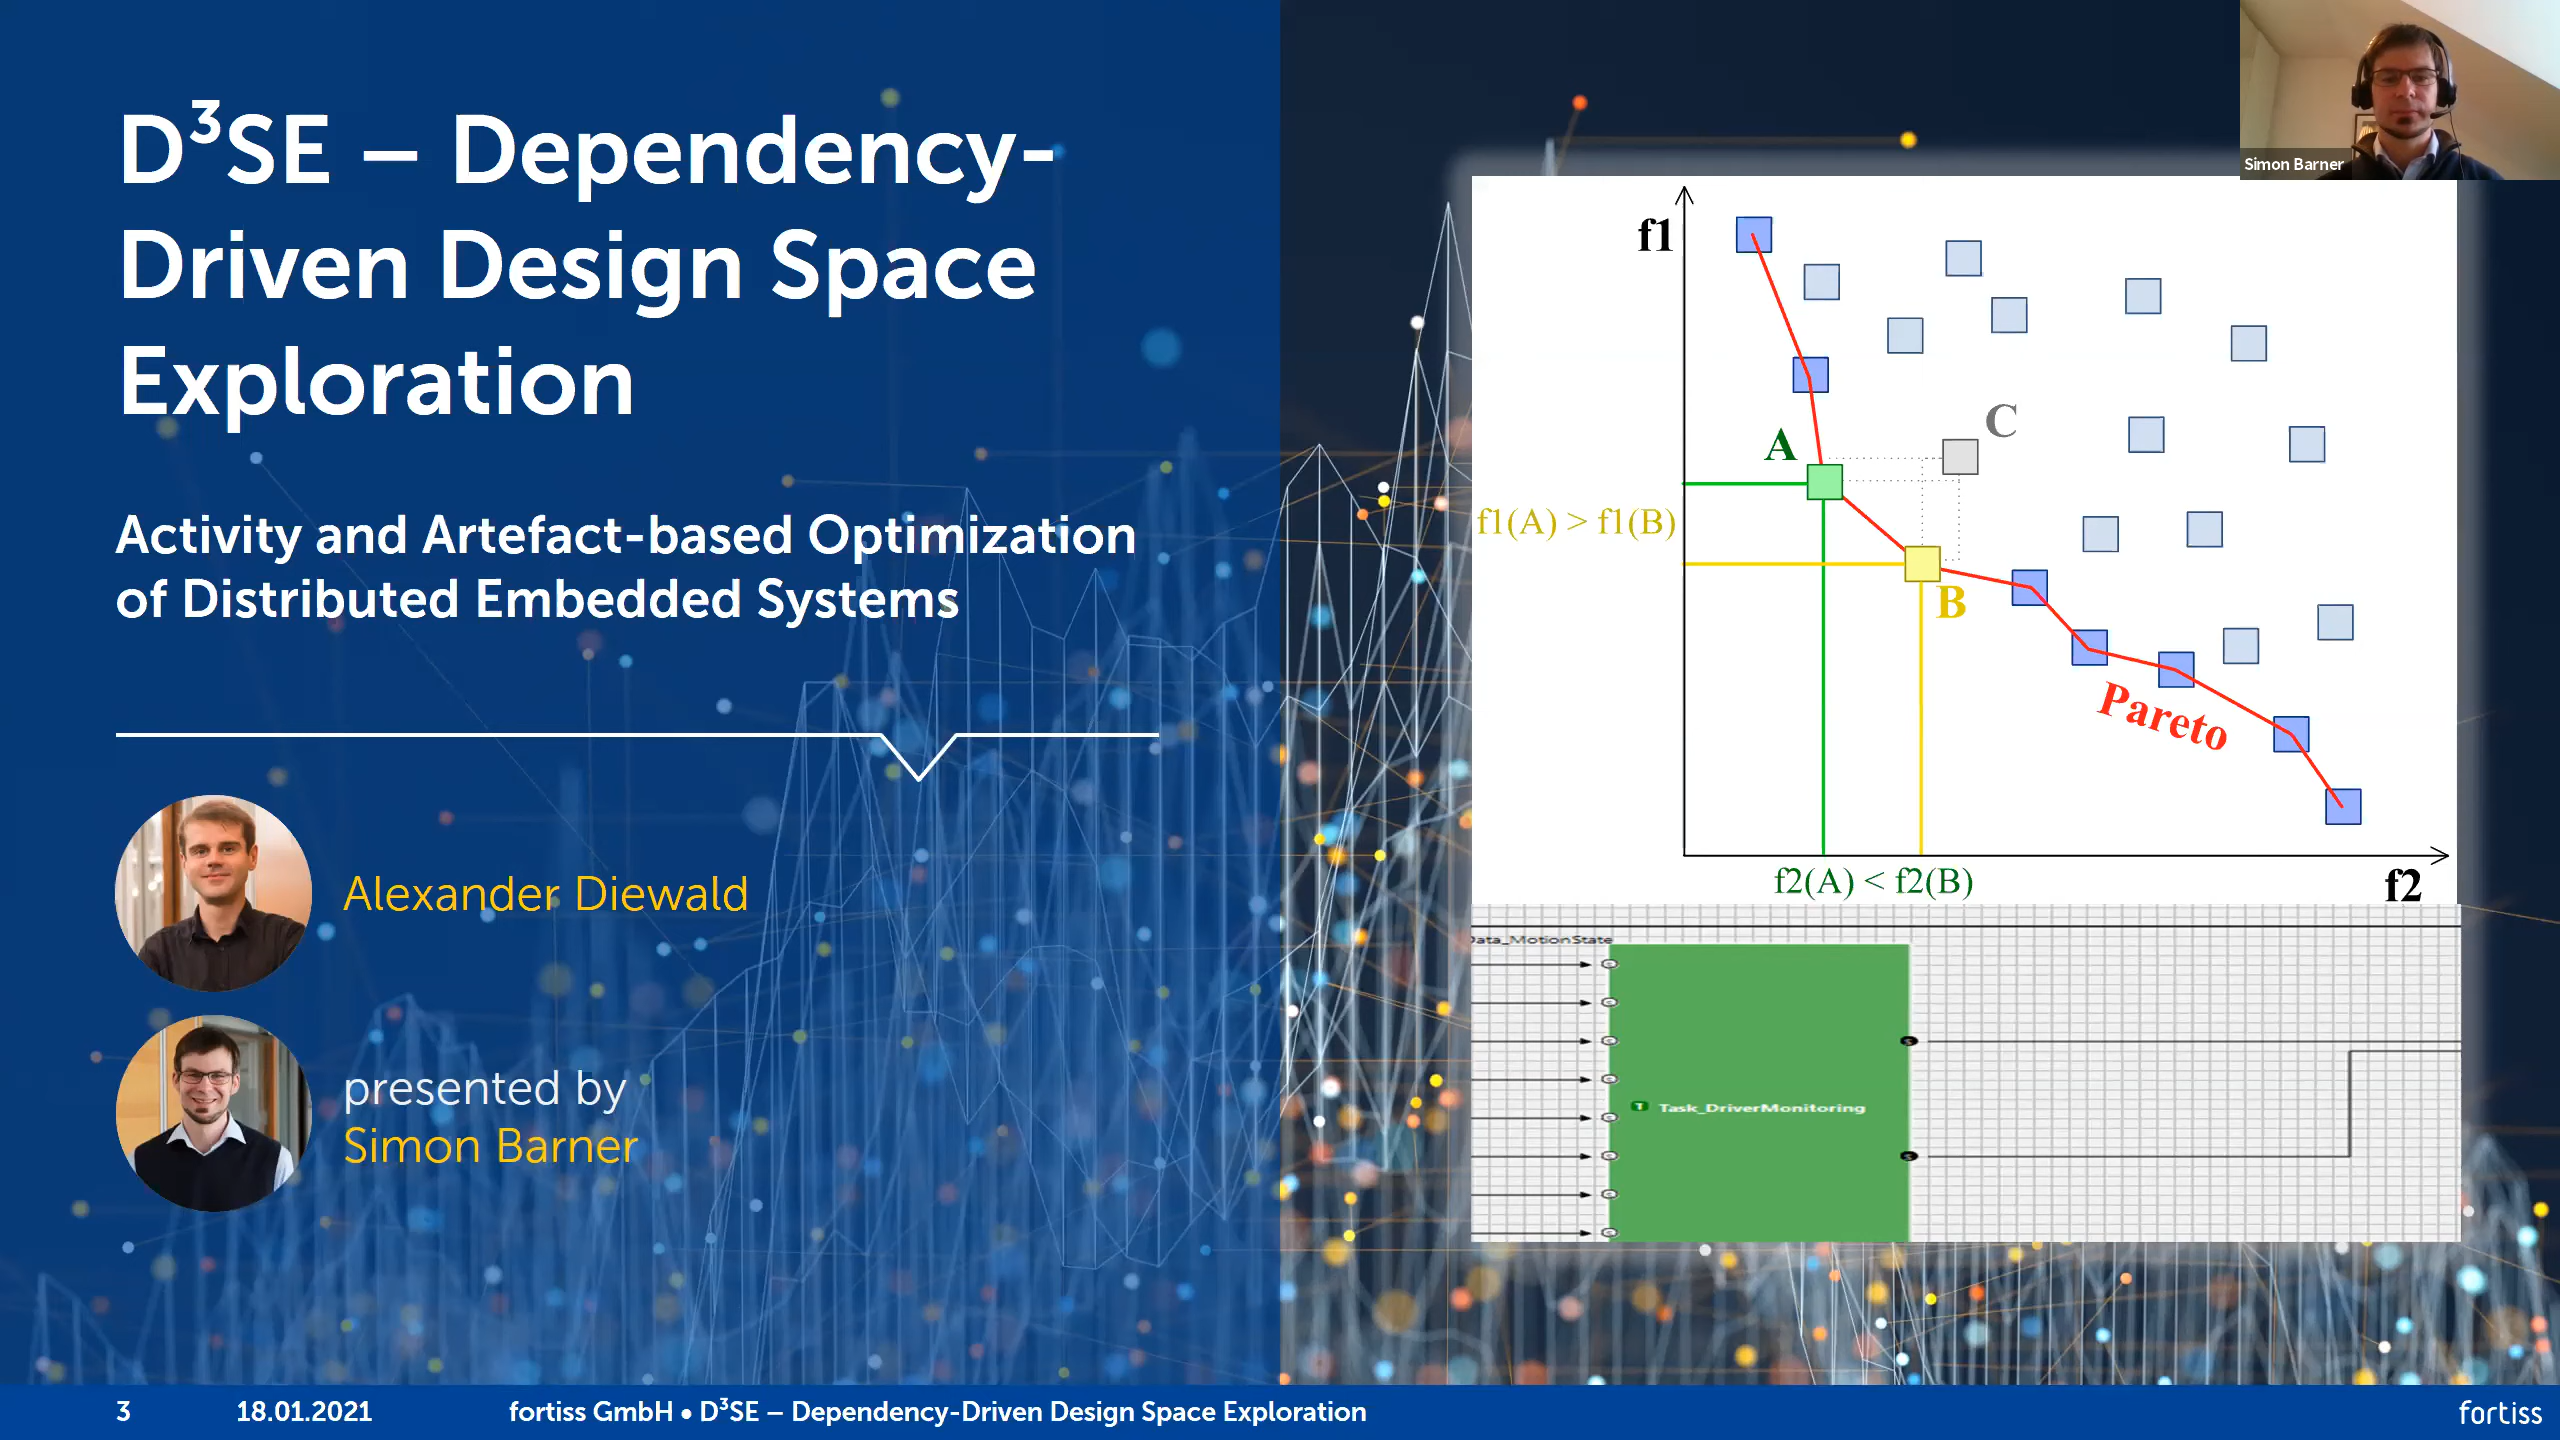 D³SE – Dependency-
Driven Design Space
Exploration
Activity and Artefact-based Optimization
of Distributed Embedded Systems
Alexander Diewald
presented by
Simon Barner
Simon Barner
f1
A
C
f1(A) > f1(B)
B
Pareto
f2(A) < f2(B)
f2
Data_MotionState
T Task_DriverMonitoring
3 18.01.2021 fortiss GmbH • D³SE – Dependency-Driven Design Space Exploration fortiss